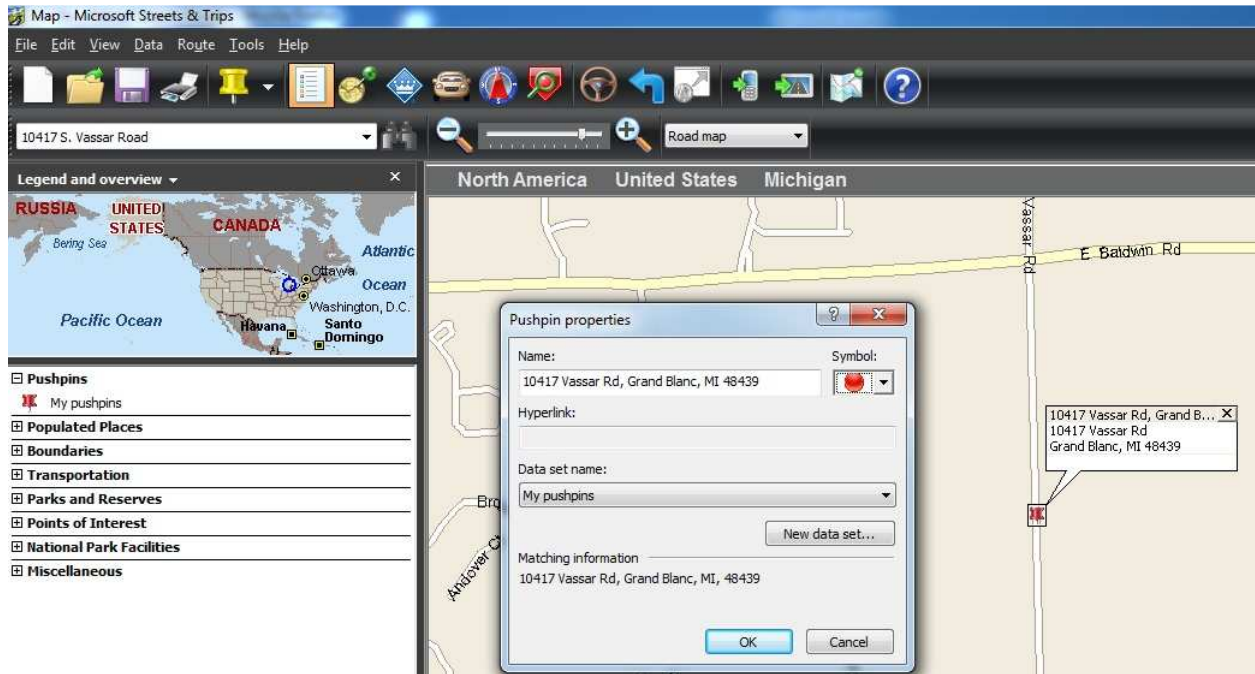 Map - Microsoft Streets & Trips
File Edit View Data Route Tools Help
10417 S. Vassar Road
Road map
Legend and overview
North America United States Michigan
RUSSIA
UNITED STATES
CANADA
Bering Sea
Atlantic
Ottawa
Ocean
Washington, D.C.
Pacific Ocean
Havana
Santo
Domingo
Pushpins
My pushpins
Populated Places
Boundaries
Transportation
Parks and Reserves
Points of Interest
National Park Facilities
Miscellaneous
Vassar Rd
E Baldwin Rd
Pushpin properties
Name:
Symbol:
10417 Vassar Rd, Grand Blanc, MI 48439
Hyperlink:
Data set name:
My pushpins
New data set...
Matching information
10417 Vassar Rd, Grand Blanc, MI, 48439
OK
Cancel
10417 Vassar Rd, Grand B...
10417 Vassar Rd
Grand Blanc, MI 48439